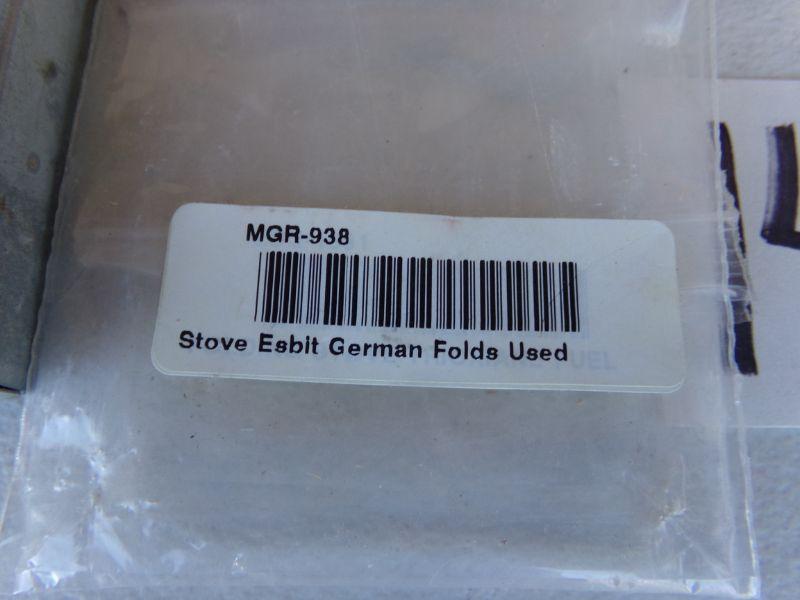 MGR-938
Stove Esbit German Folds Used